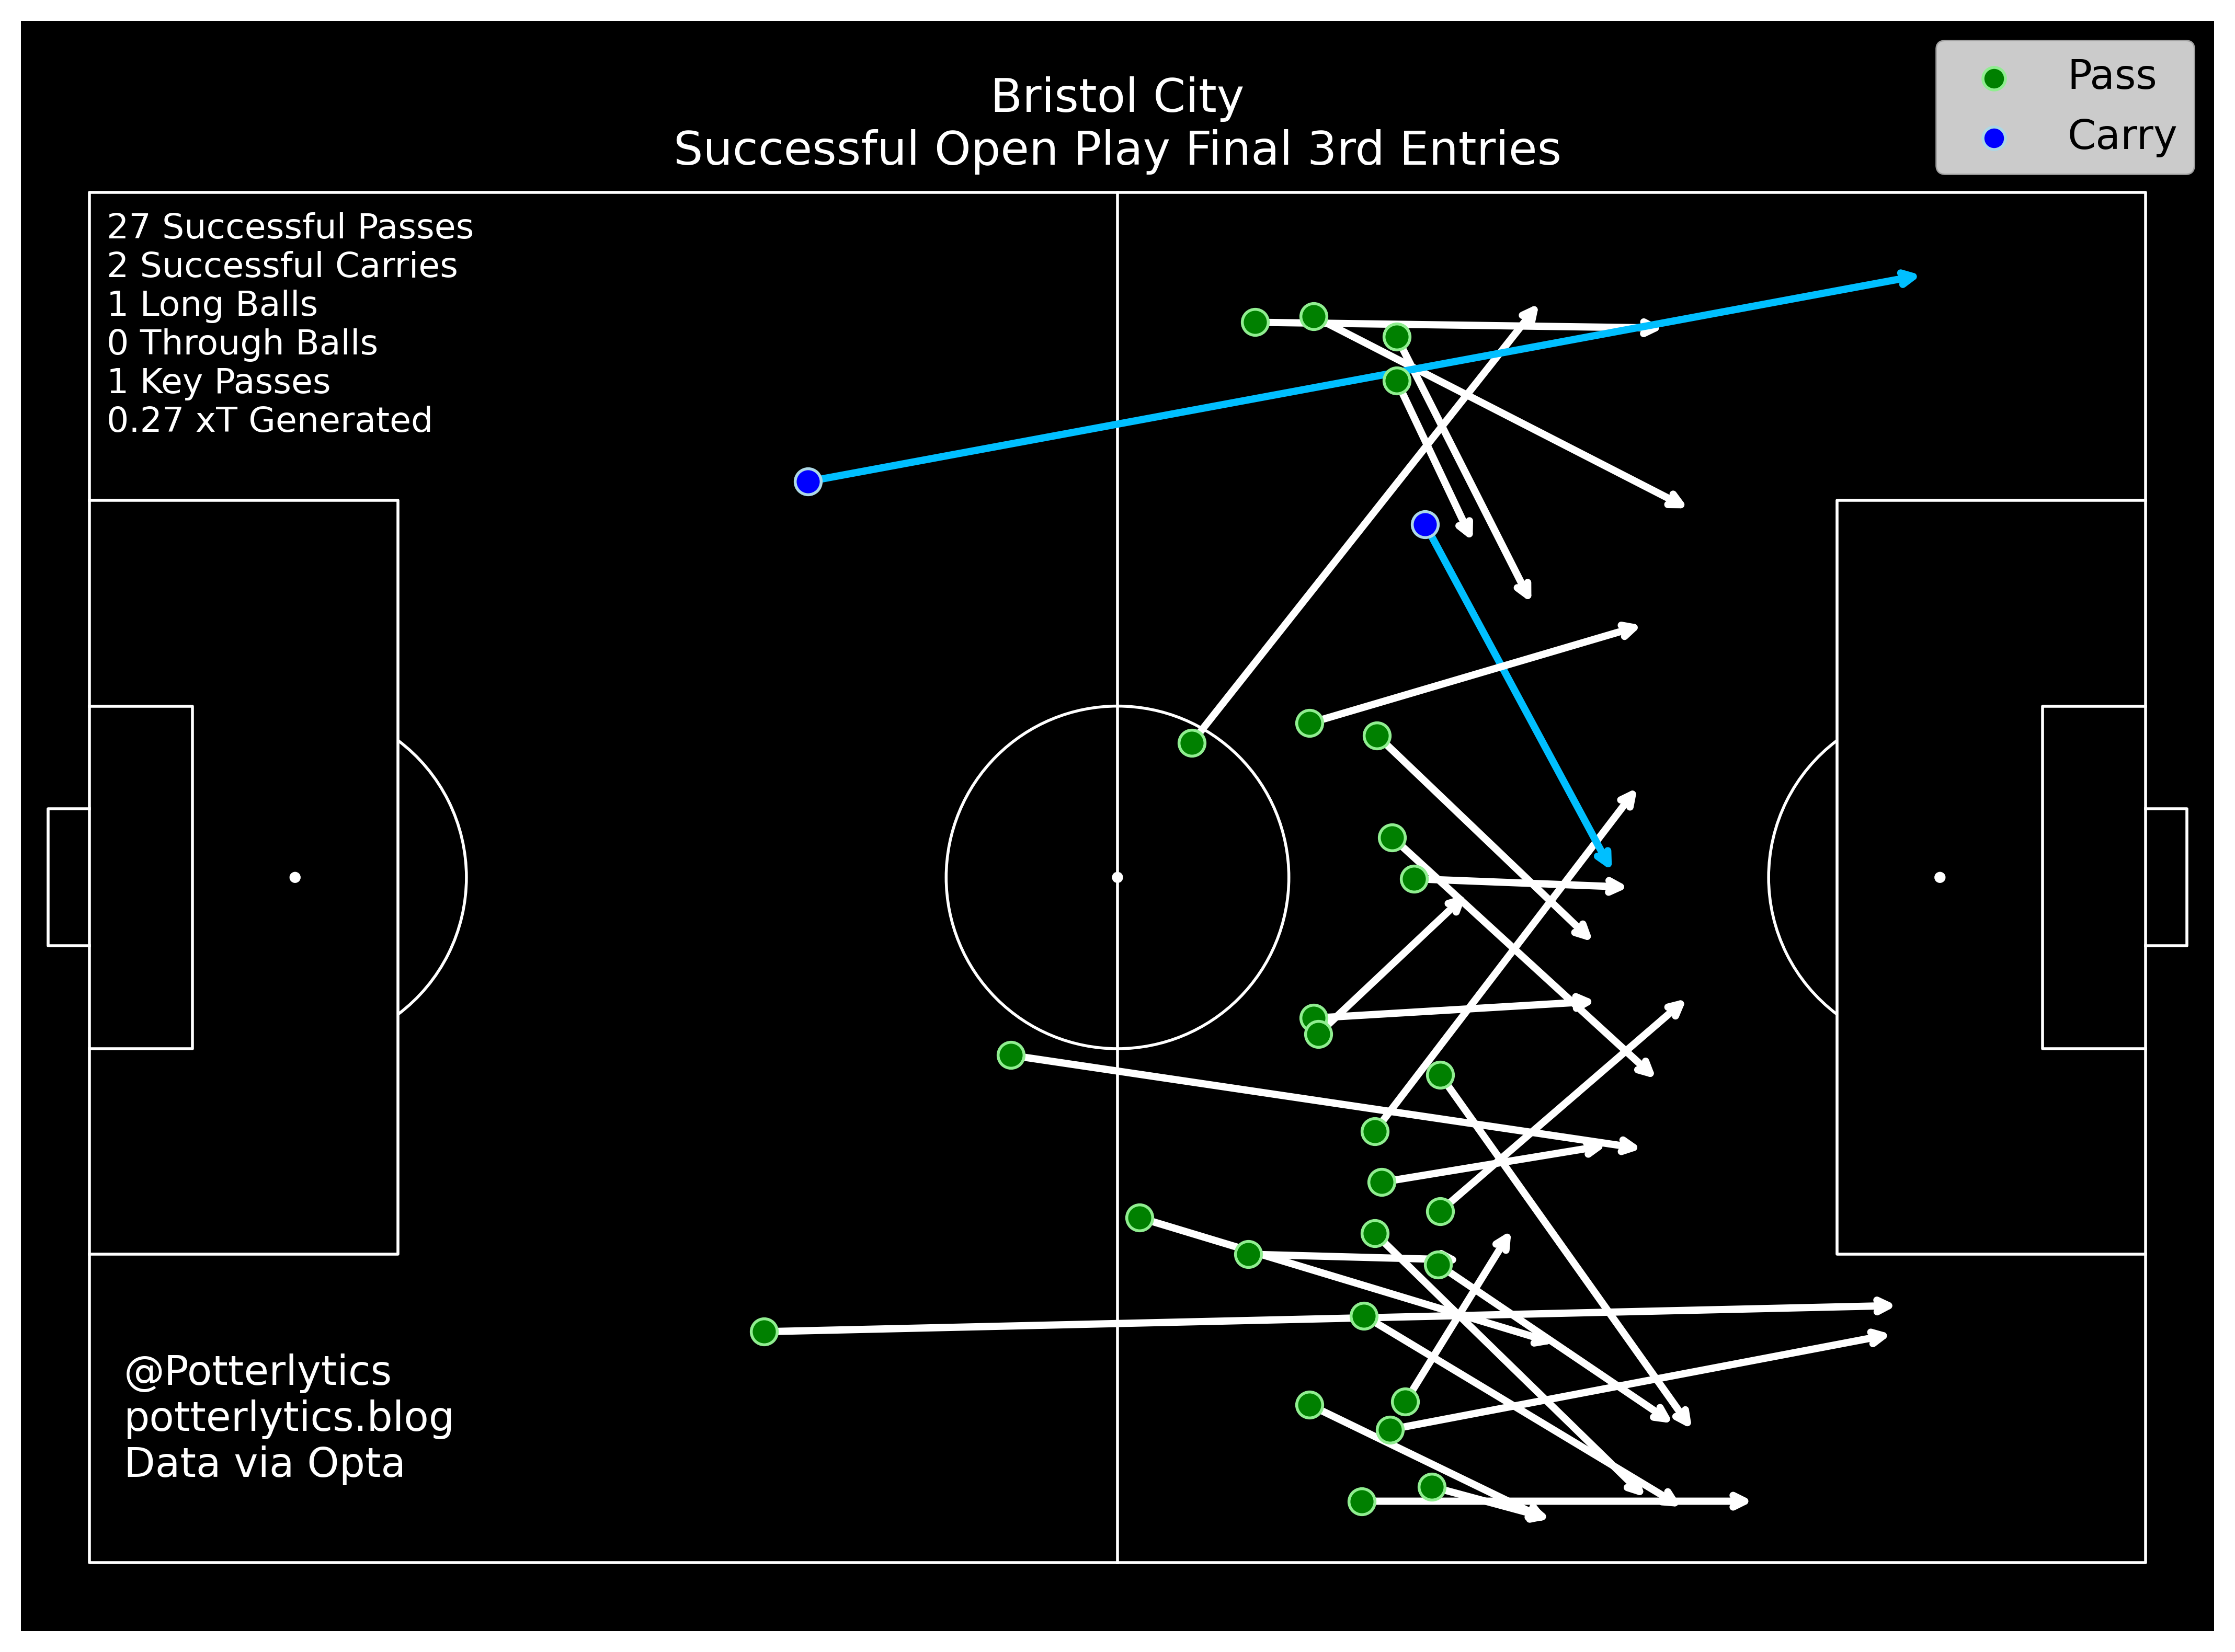 Bristol City
Successful Open Play Final 3rd Entries
Pass
Carry
27 Successful Passes
2 Successful Carries
1 Long Balls
0 Through Balls
1 Key Passes
0.27 xT Generated
@Potterlytics
potterlytics.blog
Data via Opta